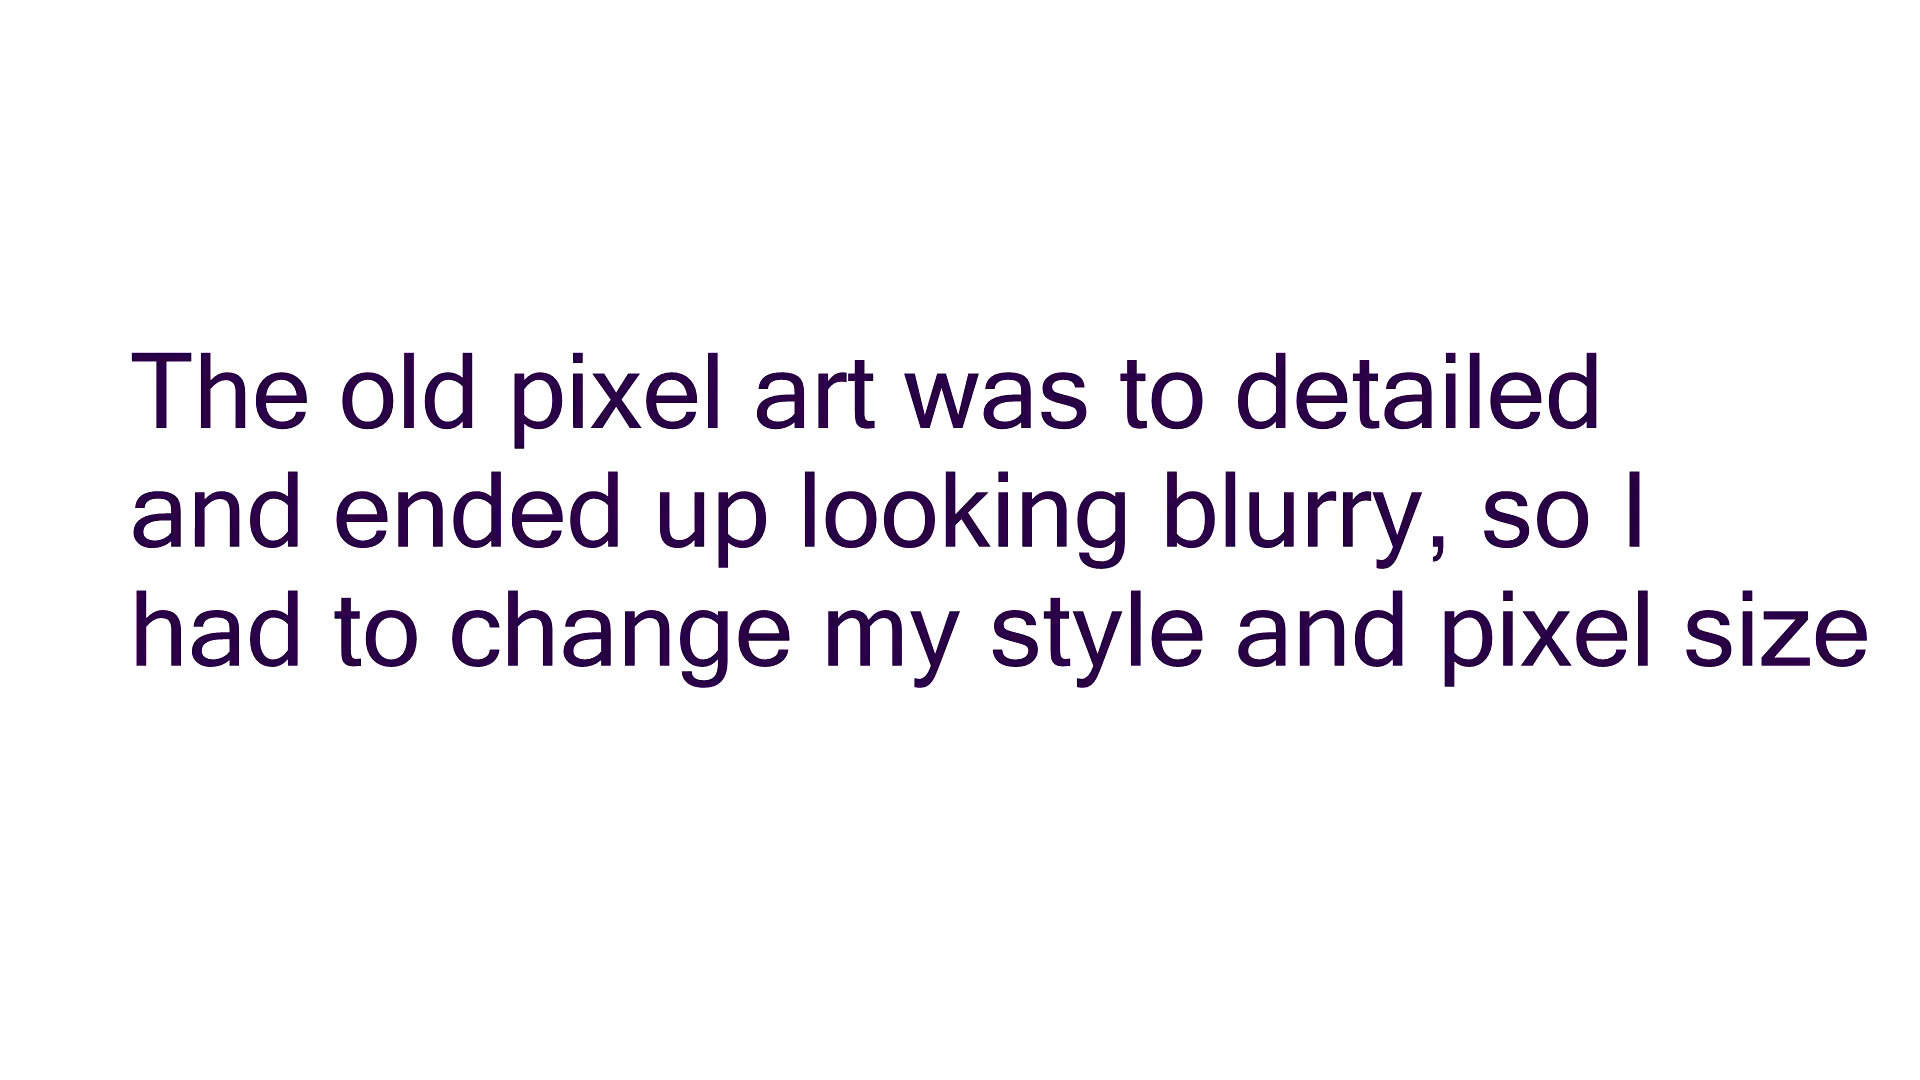 The old pixel art was to detailed
and ended up looking blurry, so I
had to change my style and pixel size